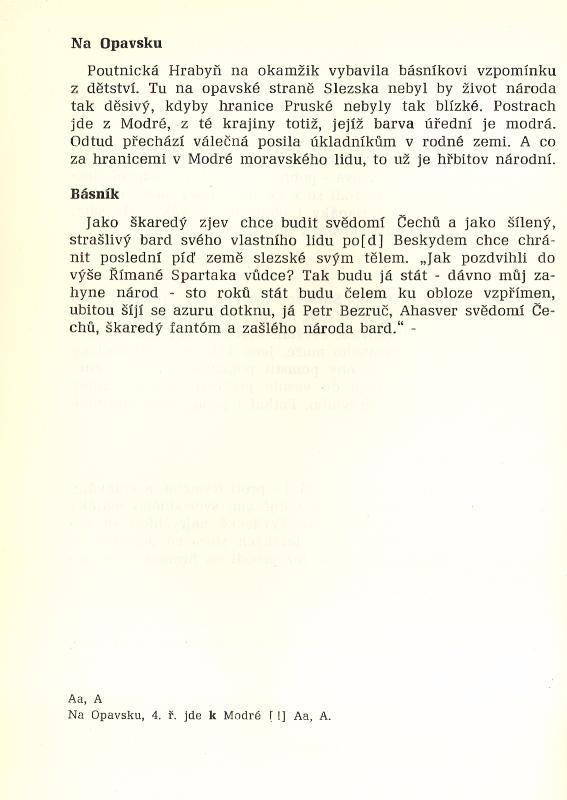 Na Opavsku
Poutnická Hrabyň na okamžik vybavila básníkovi vzpomínku
z dětství. Tu na opavské straně Slezska nebyl by život národa
tak děsivý, kdyby hranice Pruské nebyly tak blízké. Postrach
jde z Modré, z té krajiny totiž, jejíž barva úřední je modrá.
Odtud přechází válečná posila úkladníkům v rodné zemi. A co
za hranicemi v Modré moravského lidu, to už je hřbitov národní.
Básník
Jako škaredý zjev chce budit svědomí Čechů a jako šílený,
strašlivý bard svého vlastního lidu po[d] Beskydem chce chrá-
nit poslední píď země slezské svým tělem. „Jak pozdvihli do
výše Římané Spartaka vůdce? Tak budu já stát - dávno můj za-
hyne národ - sto roků stát budu čelem ku obloze vzpřímen,
ubitou šíjí se azuru dotknu, já Petr Bezruč, Ahasver svědomí Če-
chů, škaredý fantóm a zašlého národa bard.“ -
Aa, A
Na Opavsku, 4. ř. jde k Modré [!] Aa, A.